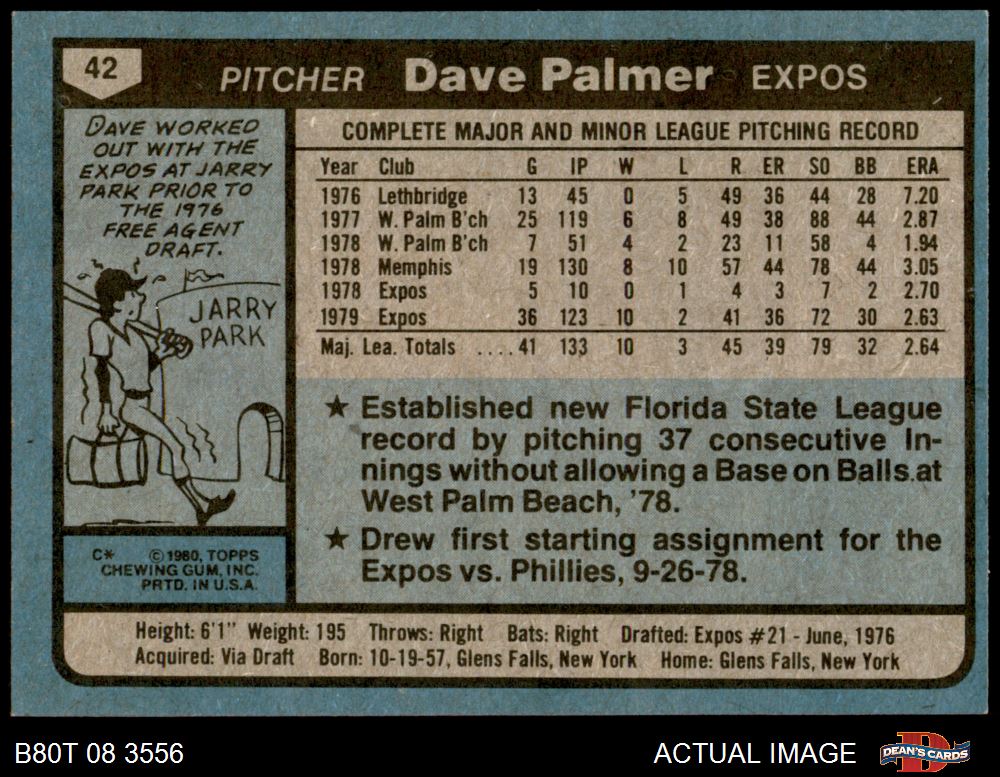 42
PITCHER Dave Palmer EXPOS
DAVE WORKED
OUT WITH THE
EXPOS AT JARRY
PARK PRIOR TO
THE 1976
FREE AGENT
DRAFT.
JARRY
PARK
C* © 1980, TOPPS
CHEWING GUM, INC.
PRTD. IN U.S.A.
COMPLETE MAJOR AND MINOR LEAGUE PITCHING RECORD
Year Club G IP W L R ER SO BB ERA
1976 Lethbridge 13 45 0 5 49 36 44 28 7.20
1977 W. Palm B'ch 25 119 6 8 49 38 88 44 2.87
1978 W. Palm B'ch 7 51 4 2 23 11 58 4 1.94
1978 Memphis 19 130 8 10 57 44 78 44 3.05
1978 Expos 5 10 0 1 4 3 7 2 2.70
1979 Expos 36 123 10 2 41 36 72 30 2.63
Maj. Lea. Totals ....41 133 10 3 45 39 79 32 2.64
★ Established new Florida State League
record by pitching 37 consecutive In-
nings without allowing a Base on Balls.at
West Palm Beach, '78.
★ Drew first starting assignment for the
Expos vs. Phillies, 9-26-78.
Height: 6'1" Weight: 195 Throws: Right Bats: Right Drafted: Expos #21 - June, 1976
Acquired: Via Draft Born: 10-19-57, Glens Falls, New York Home: Glens Falls, New York
B80T 08 3556 ACTUAL IMAGE DEAN'S CARDS